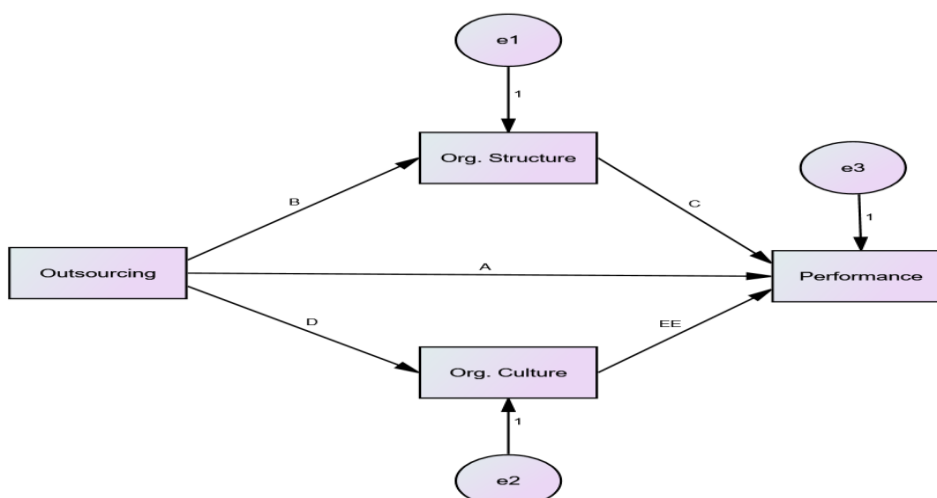 e1
1
Org. Structure
e3
B
C
1
Outsourcing
A
Performance
D
EE
Org. Culture
1
e2